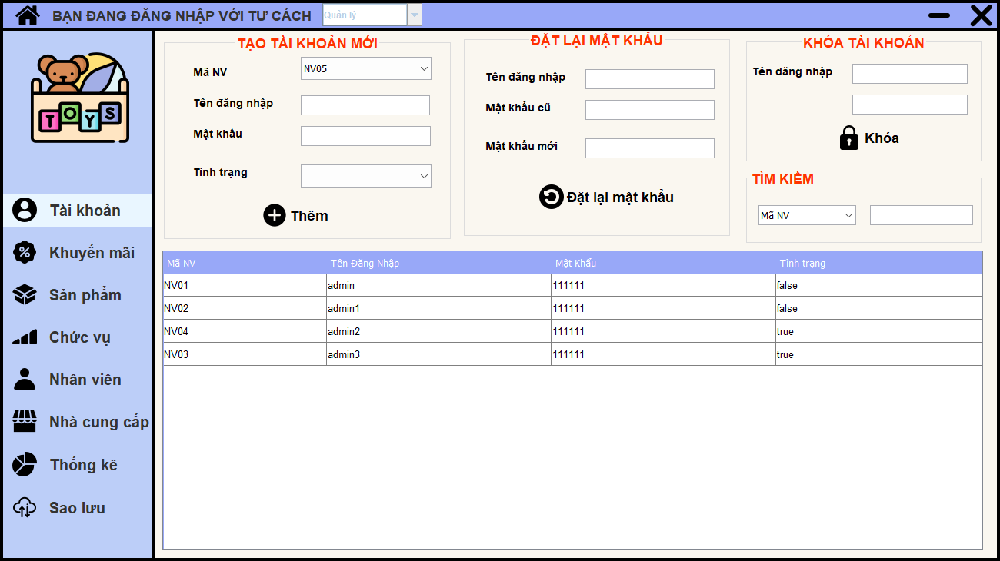 BẠN ĐANG ĐĂNG NHẬP VỚI TƯ CÁCH Quản lý
TOYS
Tài khoản
Khuyến mãi
Sản phẩm
Chức vụ
Nhân viên
Nhà cung cấp
Thống kê
Sao lưu
TẠO TÀI KHOẢN MỚI
Mã NV NV05
Tên đăng nhập
Mật khẩu
Tình trạng
Thêm
ĐẶT LẠI MẬT KHẨU
Tên đăng nhập
Mật khẩu cũ
Mật khẩu mới
Đặt lại mật khẩu
KHÓA TÀI KHOẢN
Tên đăng nhập
Khóa
TÌM KIẾM
Mã NV
Mã NV Tên Đăng Nhập Mật Khẩu Tình trạng
NV01 admin 111111 false
NV02 admin1 111111 false
NV04 admin2 111111 true
NV03 admin3 111111 true